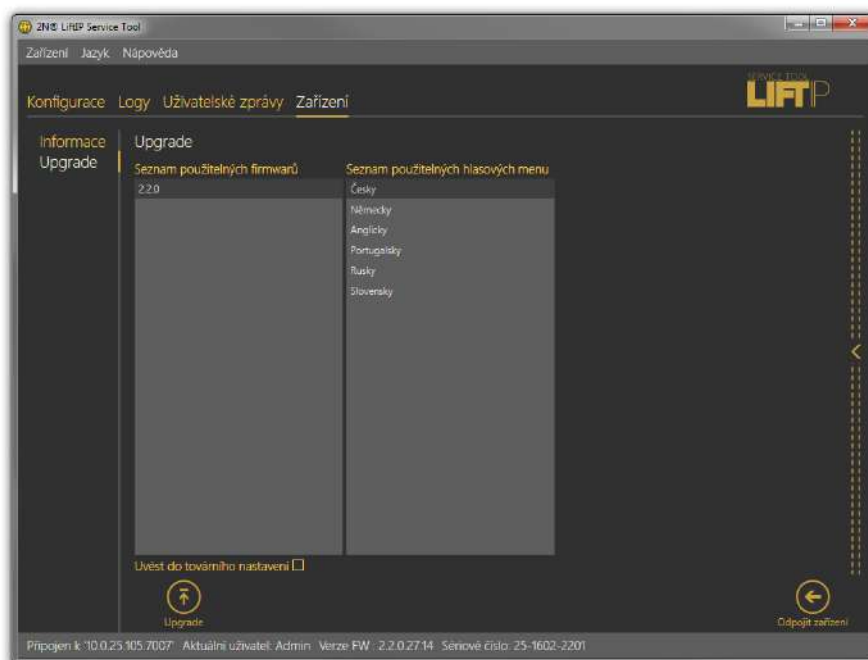 2N® LiftIP Service Tool
Zařízení Jazyk Nápověda
SERVICE TOOL
LIFTIP
Konfigurace Logy Uživatelské zprávy Zařízení
Informace
Upgrade
Upgrade
Seznam použitelných firmwarů
2.2.0
Seznam použitelných hlasových menu
Česky
Německy
Anglicky
Portugalsky
Rusky
Slovensky
Uvést do továrního nastavení
Upgrade
Odpojit zařízení
Připojen k '10.0.25.105:7007' Aktuální uživatel: Admin Verze FW : 2.2.0.27.14 Sériové číslo: 25-1602-2201